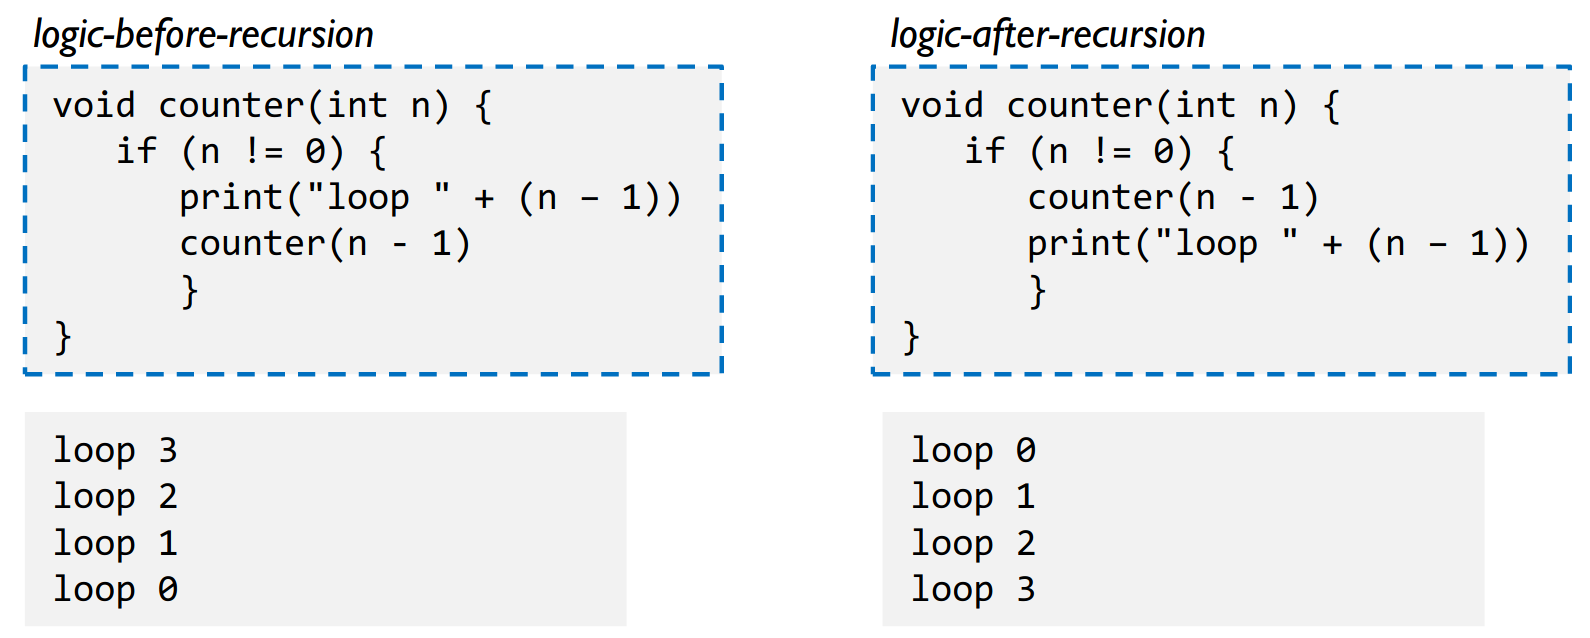 logic-before-recursion
void counter(int n) {
   if (n != 0) {
      print("loop " + (n – 1))
      counter(n - 1)
      }
}
loop 3
loop 2
loop 1
loop 0
logic-after-recursion
void counter(int n) {
   if (n != 0) {
      counter(n - 1)
      print("loop " + (n – 1))
      }
}
loop 0
loop 1
loop 2
loop 3